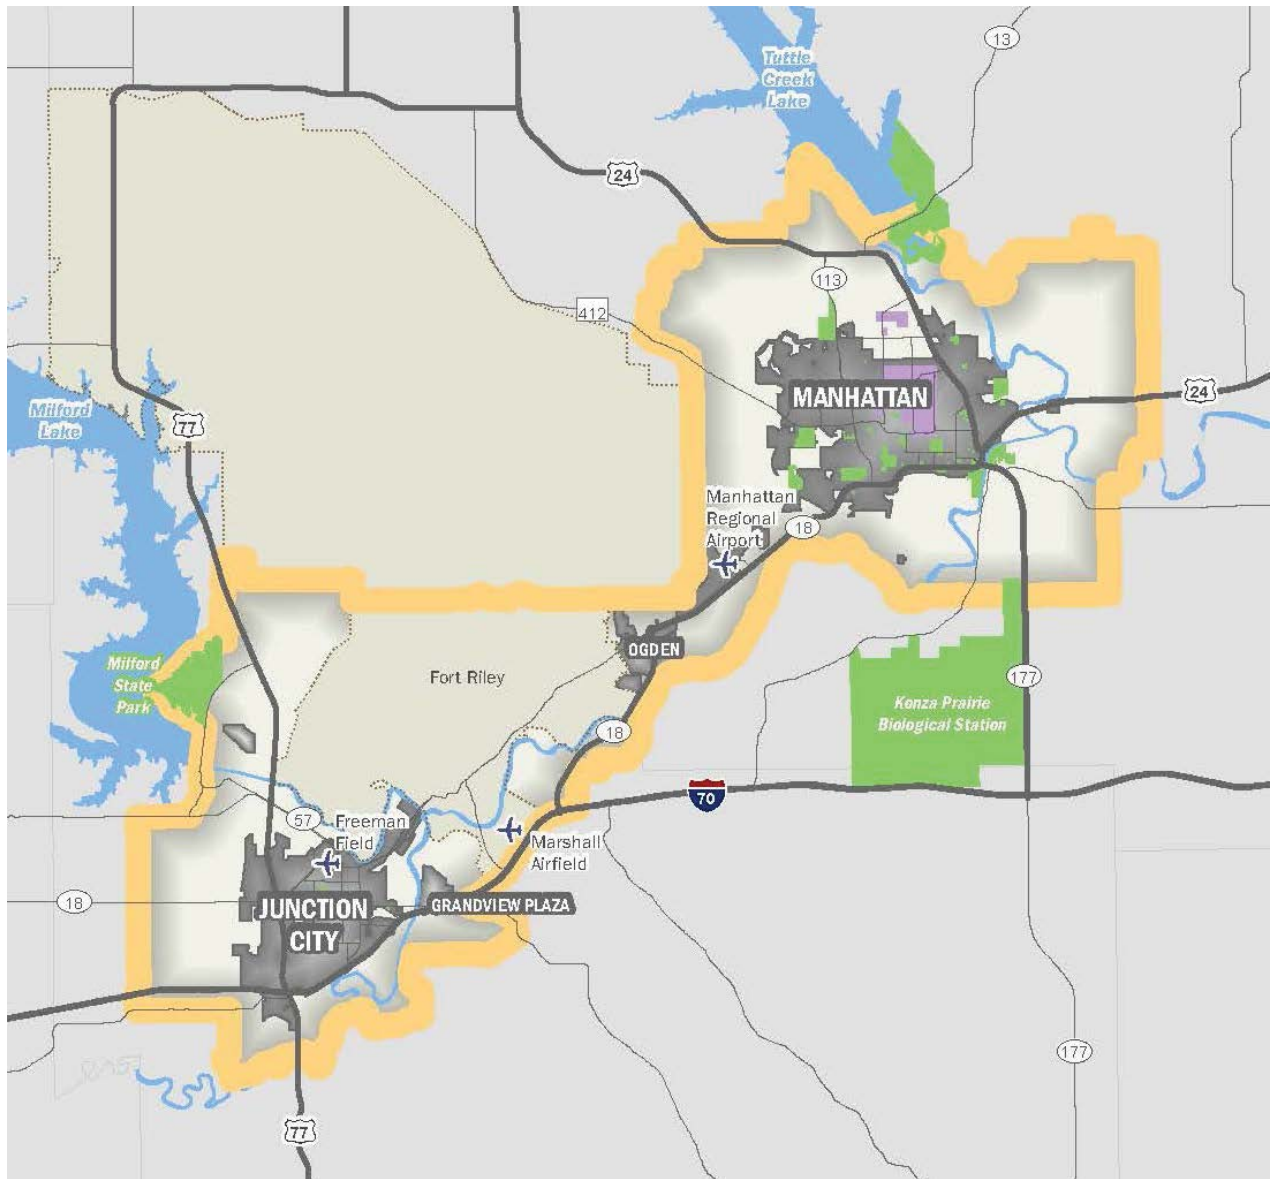 Tuttle
Creek
Lake
13
24
113
412
MANHATTAN
24
Milford
Lake
77
Manhattan
Regional
Airport
18
OGDEN
Milford
State
Park
Fort Riley
177
Konza Prairie
Biological Station
18
70
57
Freeman
Field
Marshall
Airfield
18
JUNCTION
CITY
GRANDVIEW PLAZA
177
77